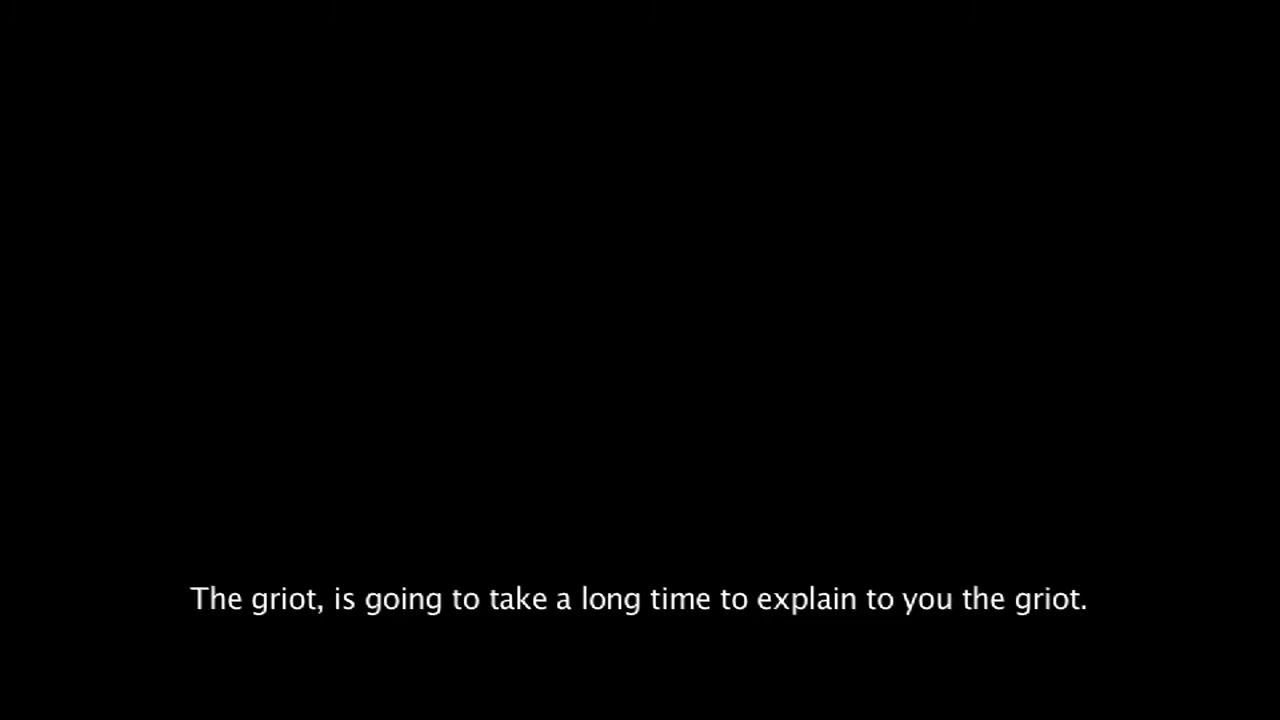 The griot, is going to take a long time to explain to you the griot.